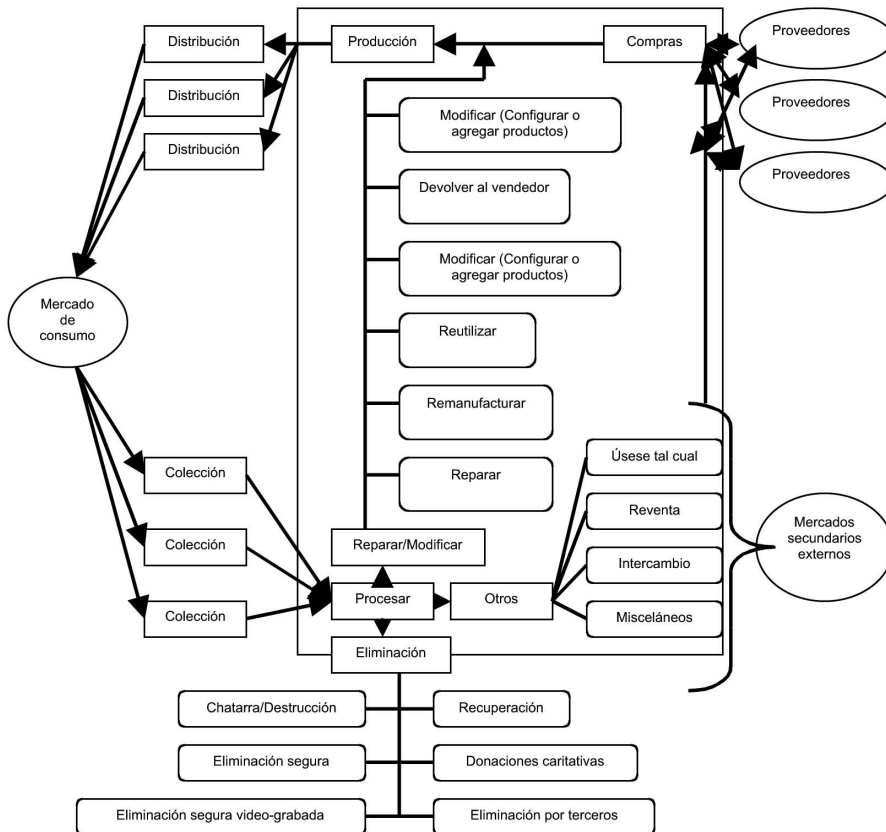 Distribución
Producción
Compras
Proveedores
Distribución
Modificar (Configurar o
agregar productos)
Proveedores
Distribución
Devolver al vendedor
Proveedores
Modificar (Configurar o
agregar productos)
Mercado
de
consumo
Reutilizar
Remanufacturar
Úsese tal cual
Colección
Reparar
Reventa
Mercados
secundarios
externos
Colección
Reparar/Modificar
Intercambio
Colección
Procesar
Otros
Misceláneos
Eliminación
Chatarra/Destrucción
Recuperación
Eliminación segura
Donaciones caritativas
Eliminación segura video-grabada
Eliminación por terceros